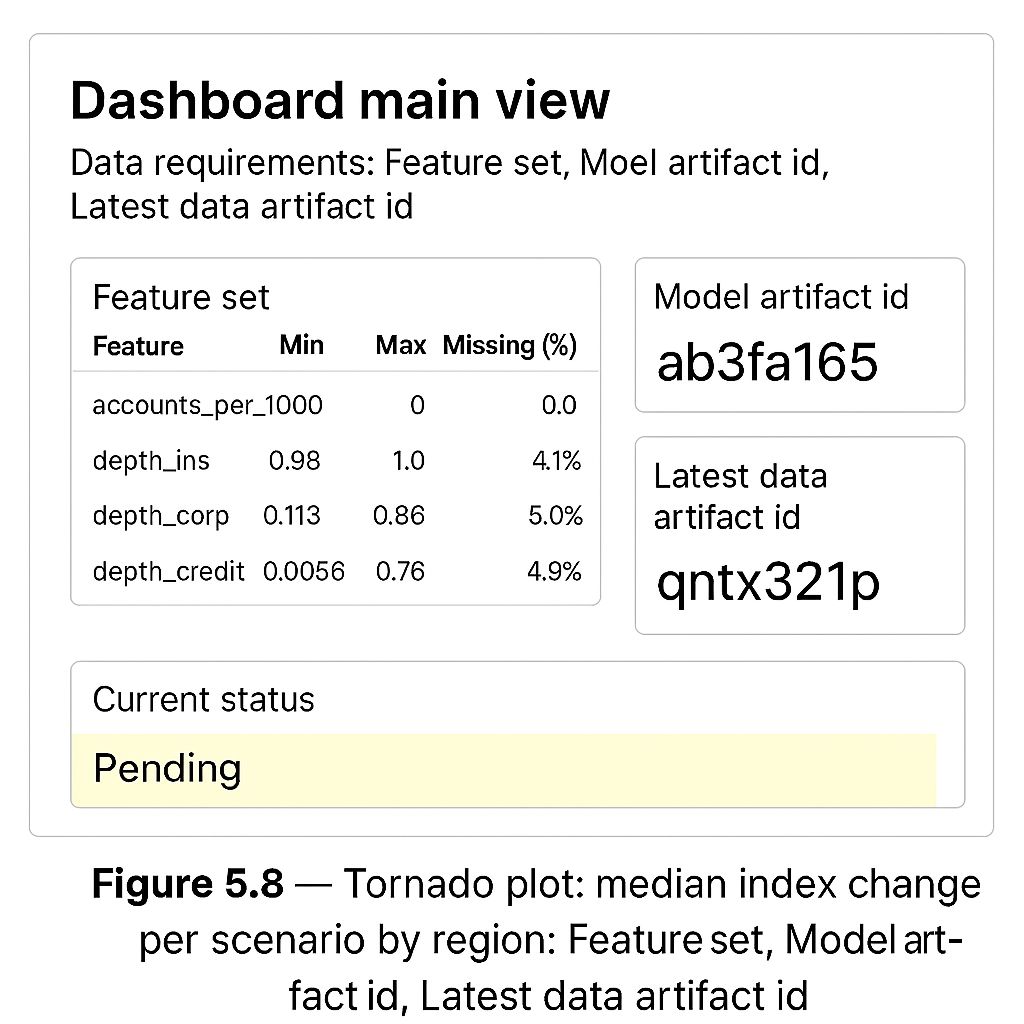 Dashboard main view
Data requirements: Feature set, Moel artifact id,
Latest data artifact id
Feature set
Feature Min Max Missing (%)
accounts_per_1000 0 0.0
depth_ins 0.98 1.0 4.1%
depth_corp 0.113 0.86 5.0%
depth_credit 0.0056 0.76 4.9%
Model artifact id
ab3fa165
Latest data
artifact id
qntx321p
Current status
Pending
Figure 5.8 — Tornado plot: median index change
per scenario by region: Feature set, Model art-
fact id, Latest data artifact id